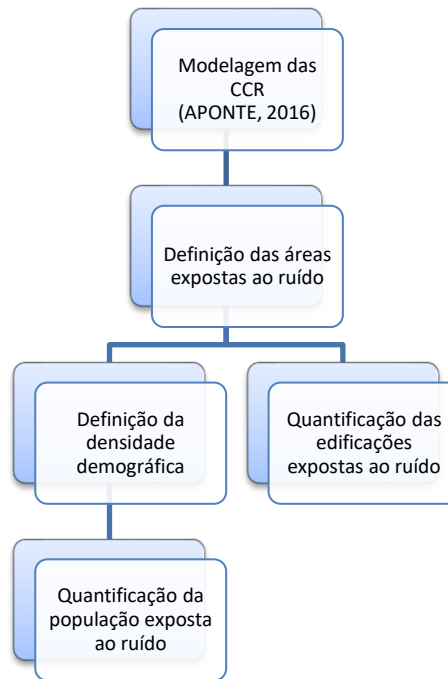 Modelagem das
CCR
(APONTE, 2016)
Definição das áreas
expostas ao ruído
Definição da
densidade
demográfica
Quantificação das
edificações
expostas ao ruído
Quantificação da
população exposta
ao ruído